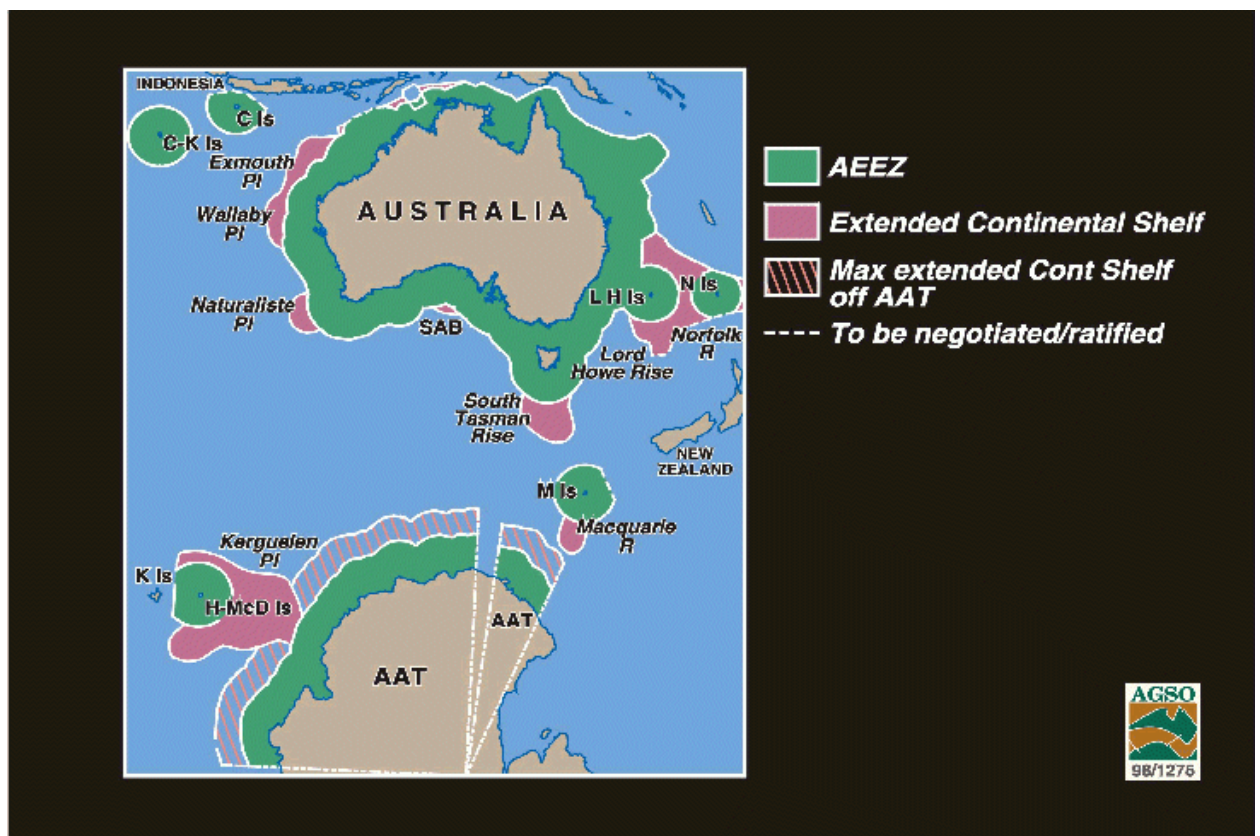 INDONESIA
C Is
C-K Is
Exmouth
Pl
Wallaby
Pl
AUSTRALIA
Naturaliste
Pl
SAB
L H Is
N Is
Norfolk
R
Lord
Howe Rise
South
Tasman
Rise
NEW
ZEALAND
M Is
Macquarie
R
Kerguelen
Pl
K Is
H-McD Is
AAT
AAT
AEEZ
Extended Continental Shelf
Max extended Cont Shelf
off AAT
To be negotiated/ratified
AGSO
98/1275